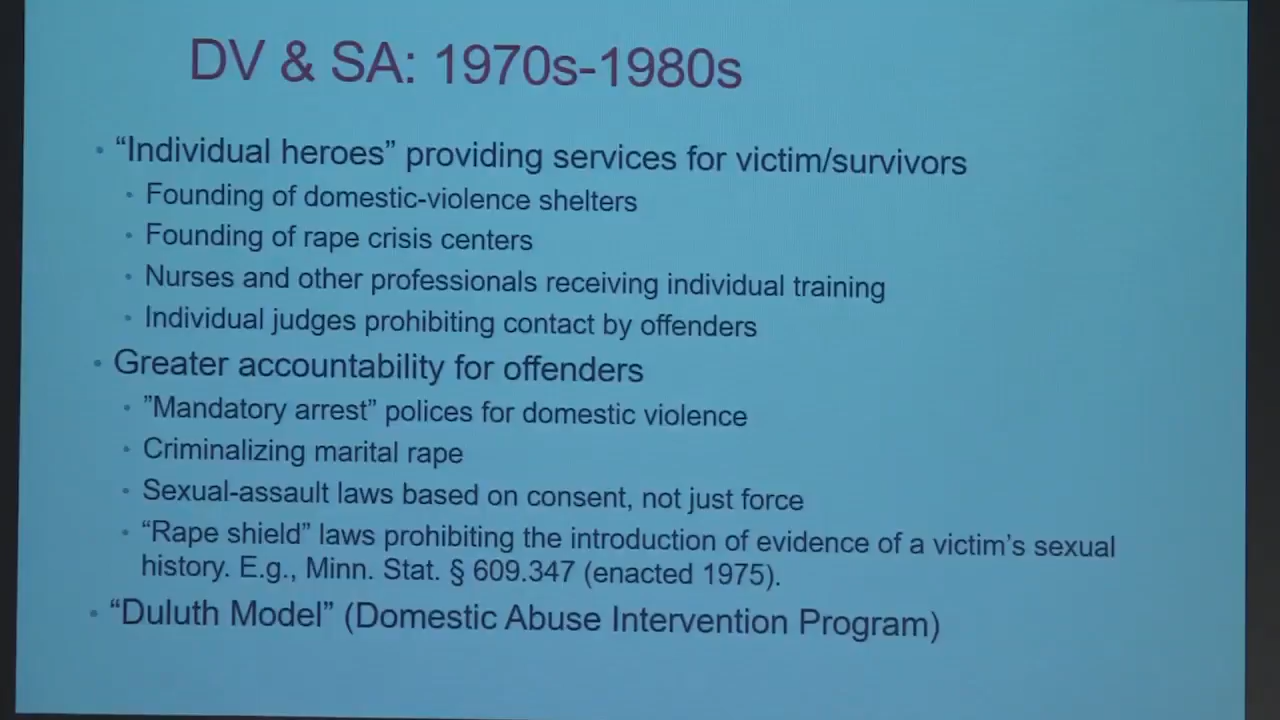 DV & SA: 1970s-1980s
• “Individual heroes” providing services for victim/survivors
• Founding of domestic-violence shelters
• Founding of rape crisis centers
• Nurses and other professionals receiving individual training
• Individual judges prohibiting contact by offenders
• Greater accountability for offenders
• ”Mandatory arrest” polices for domestic violence
• Criminalizing marital rape
• Sexual-assault laws based on consent, not just force
• “Rape shield” laws prohibiting the introduction of evidence of a victim’s sexual
history. E.g., Minn. Stat. § 609.347 (enacted 1975).
• “Duluth Model” (Domestic Abuse Intervention Program)